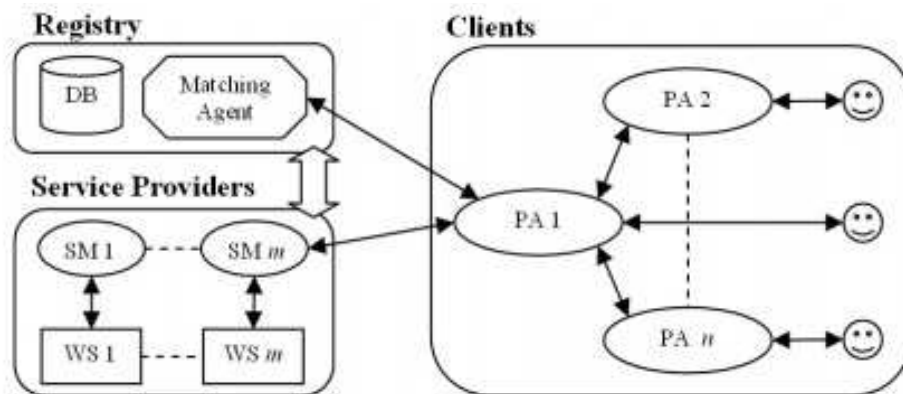 Registry
DB
Matching
Agent
Service Providers
SM 1
SM m
WS 1
WS m
Clients
PA 2
PA 1
PA n